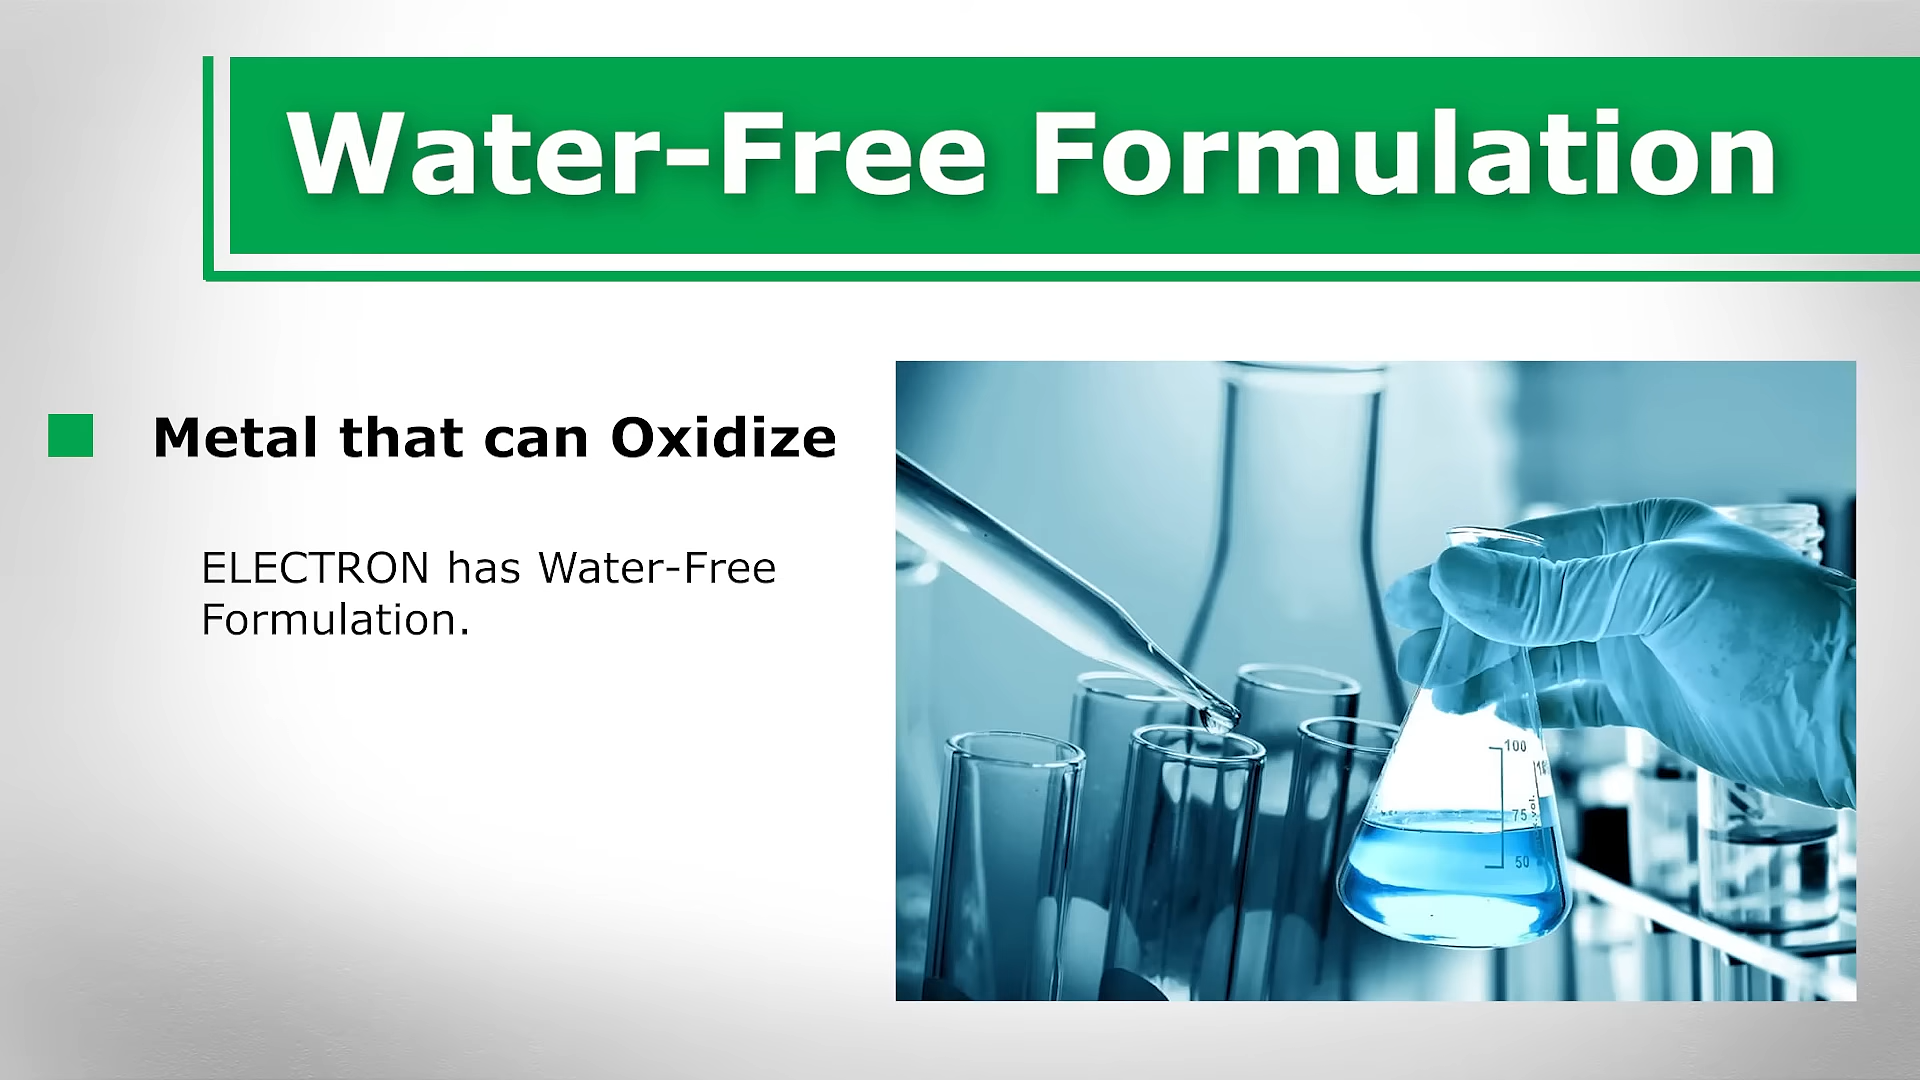 Water-Free Formulation
Metal that can Oxidize
ELECTRON has Water-Free
Formulation.
100
75
50